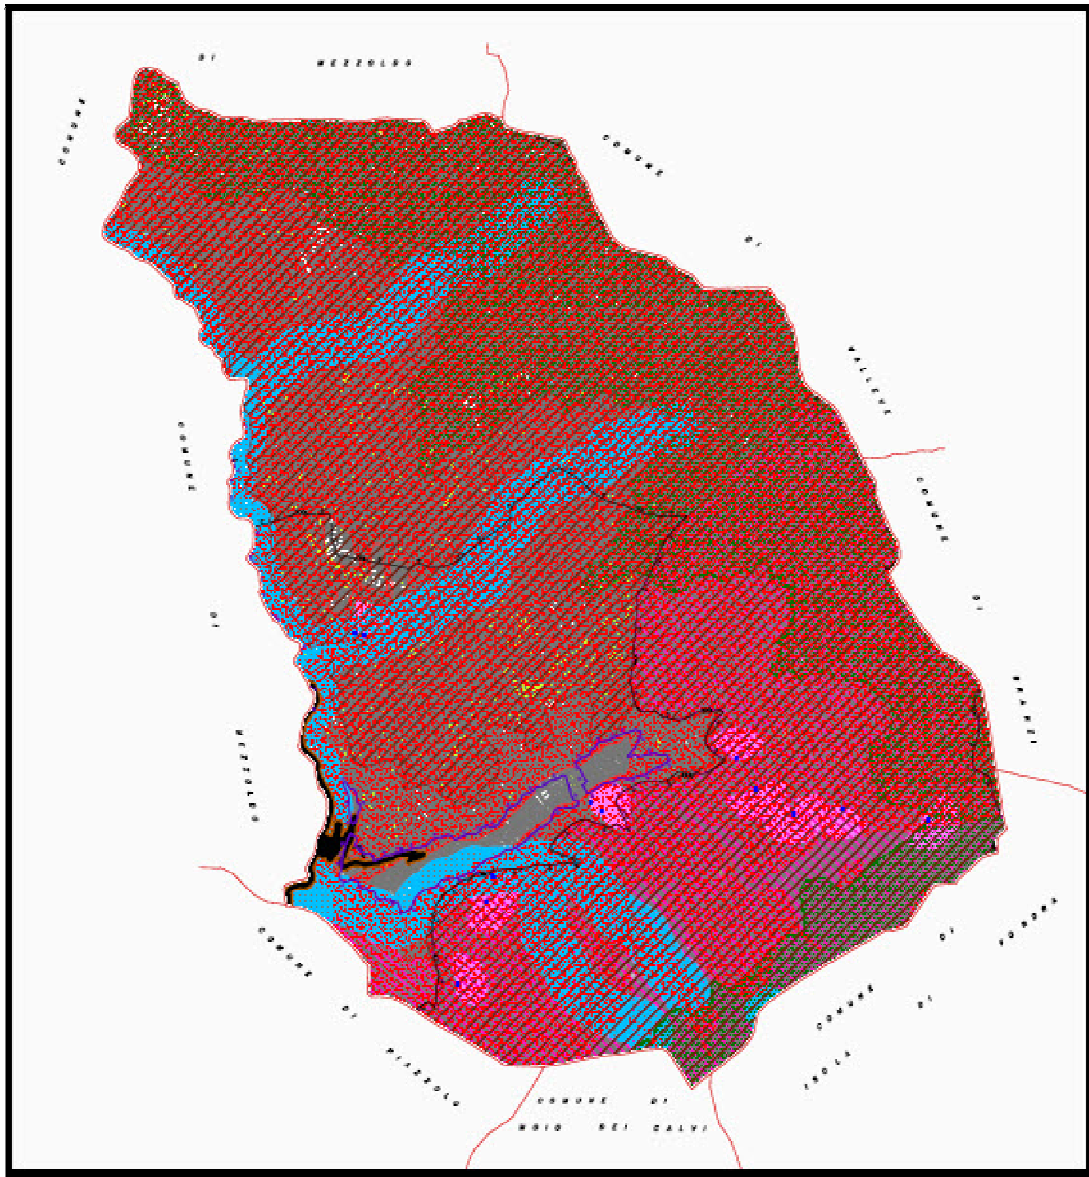 DI MEZZOLDO
COMUNE
COMUNE
DI
VALLEVE
COMUNE
COMUNE
DI
DI
BRANZI
MEZZOLDO
COMUNE
DI
PIAZZOLO
COMUNE DI
MOIO DEI CALVI
COMUNE
DI
ISOLA
DI
FONDRA